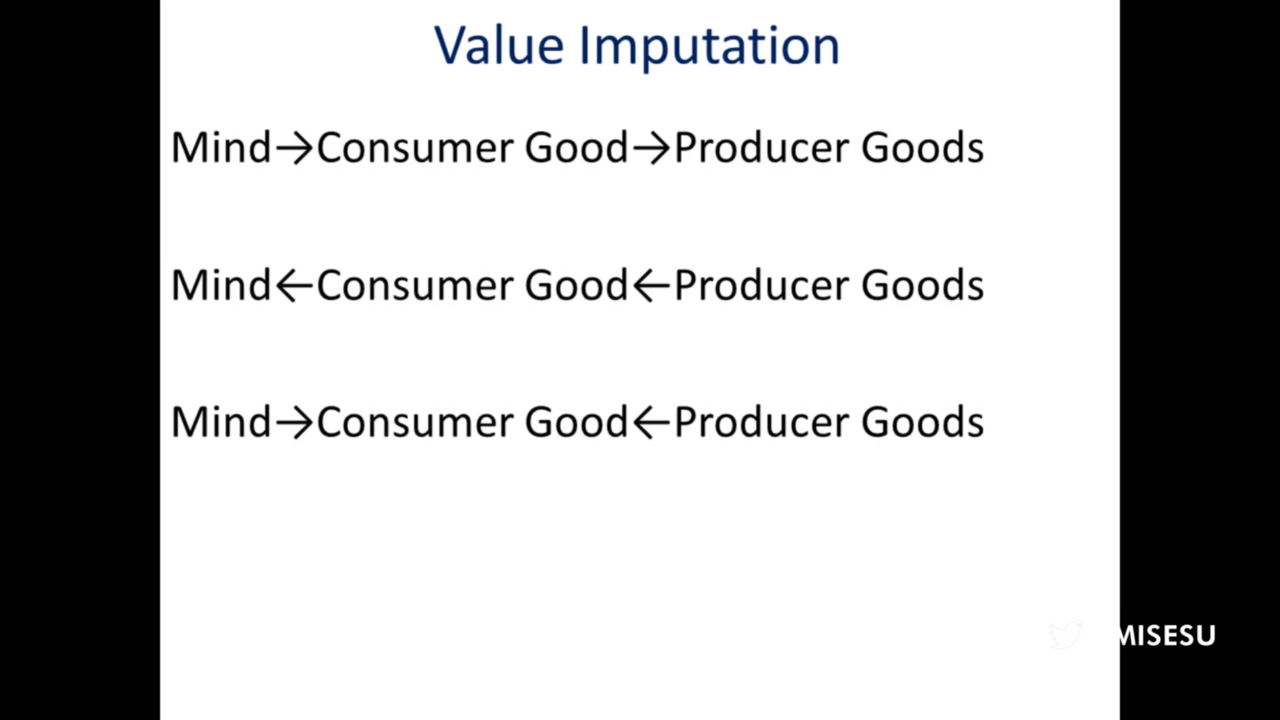 Value Imputation
Mind→Consumer Good→Producer Goods
Mind←Consumer Good←Producer Goods
Mind→Consumer Good←Producer Goods
MISESU